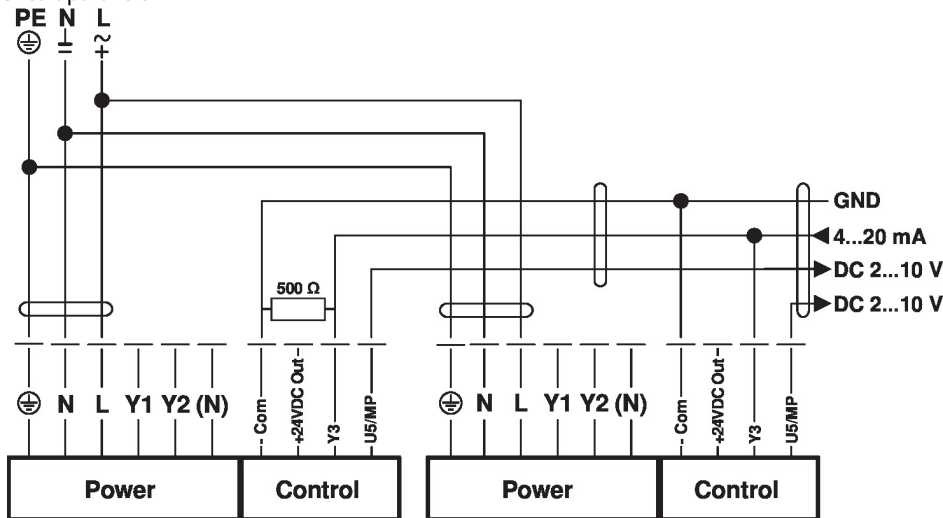 PE N L
~
+
GND
4...20 mA
DC 2...10 V
500 Ω
DC 2...10 V
N L Y1 Y2 (N)
- Com
+24VDC Out -
Y3
U5/MP
N L Y1 Y2 (N)
- Com
+24VDC Out -
Y3
U5/MP
Power
Control
Power
Control